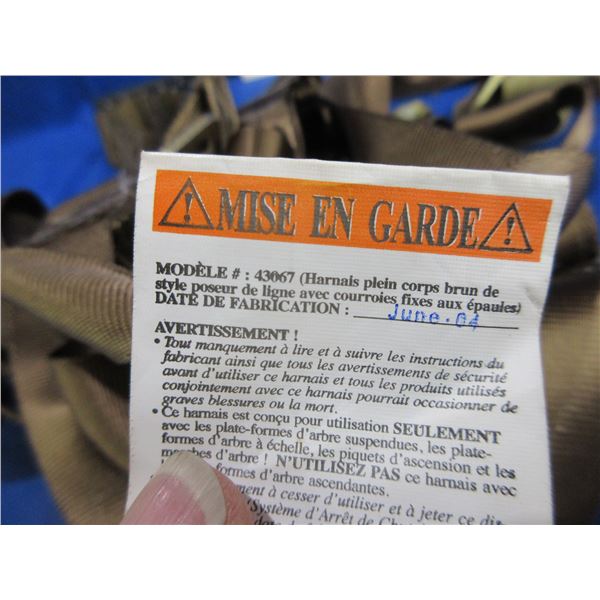 MISE EN GARDE
MODÈLE # : 43067 (Harnais plein corps brun de
style poseur de ligne avec courroies fixes aux épaules)
DATE DE FABRICATION : June. 04
AVERTISSEMENT !
• Tout manquement à lire et à suivre les instructions du
fabricant ainsi que tous les avertissements de sécurité
avant d'utiliser ce harnais et tous les produits utilisés
conjointement avec ce harnais pourrait occasionner de
graves blessures ou la mort.
• Ce harnais est conçu pour utilisation SEULEMENT
avec les plate-formes d'arbre suspendues, les plate-
formes d'arbre à échelle, les piquets d'ascension et les
d'arbre ! N'UTILISEZ PAS ce harnais avec
formes d'arbre ascendantes.
à cesser d'utiliser et à jeter ce
Système d'Arrêt de